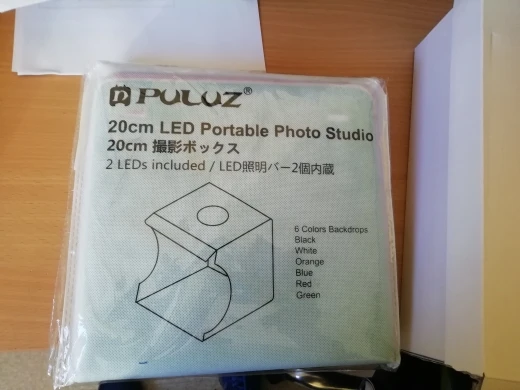 PULUZ®
20cm LED Portable Photo Studio
20cm 撮影ボックス
2 LEDs included / LED照明バー2個内蔵
6 Colors Backdrops
Black
White
Orange
Blue
Red
Green